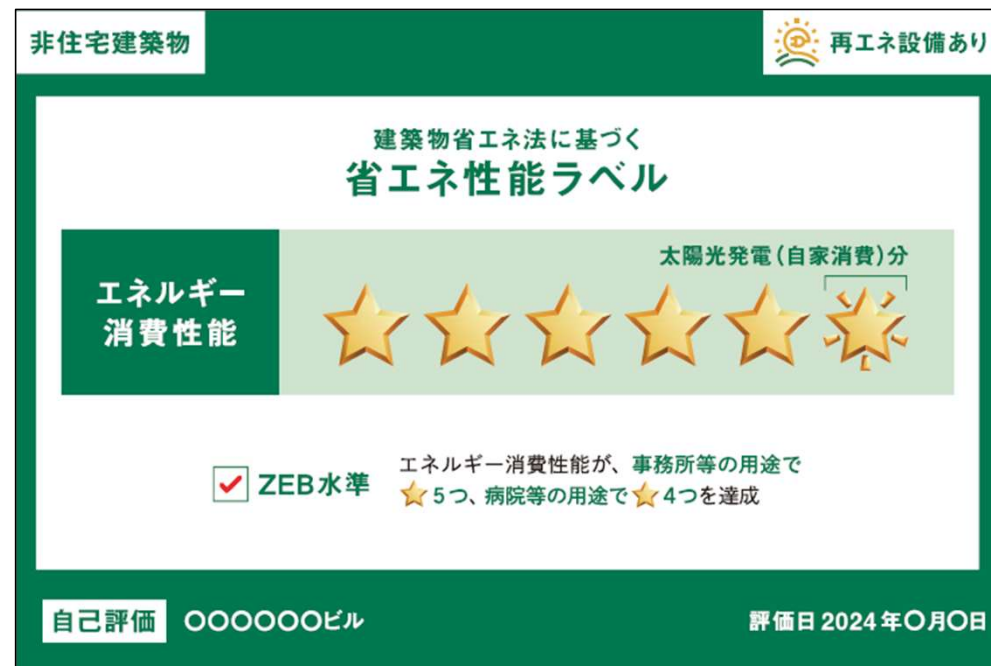 非住宅建築物
再エネ設備あり
建築物省エネ法に基づく
省エネ性能ラベル
太陽光発電(自家消費)分
エネルギー
消費性能
ZEB水準
エネルギー消費性能が、事務所等の用途で
5つ、病院等の用途で 4つを達成
自己評価 〇〇〇〇〇〇ビル
評価日 2024年〇月〇日